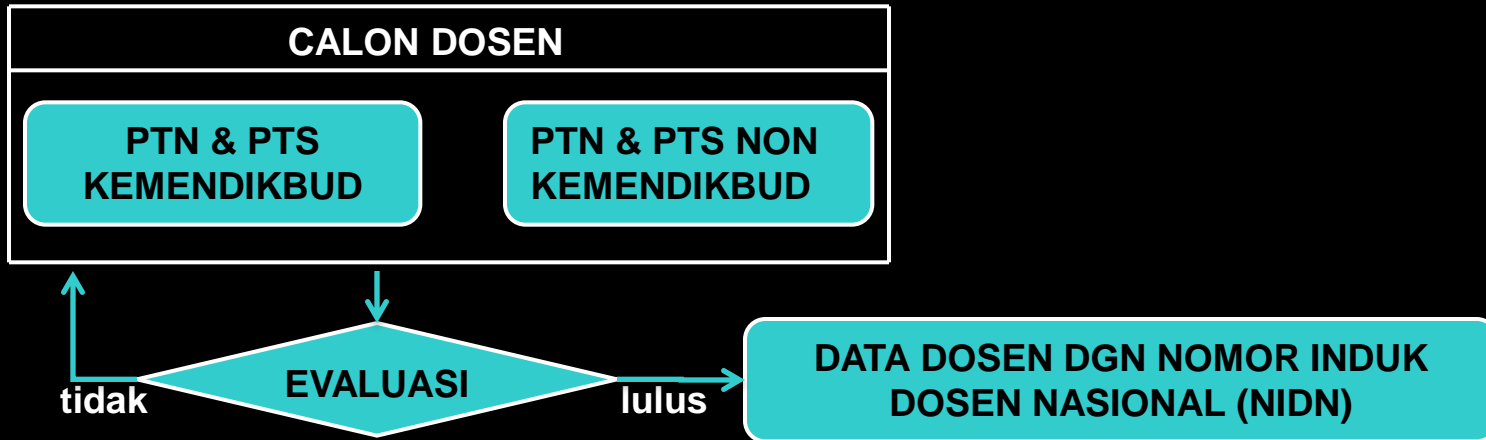 CALON DOSEN
PTN & PTS
KEMENDIKBUD
PTN & PTS NON
KEMENDIKBUD
EVALUASI
tidak
lulus
DATA DOSEN DGN NOMOR INDUK
DOSEN NASIONAL (NIDN)